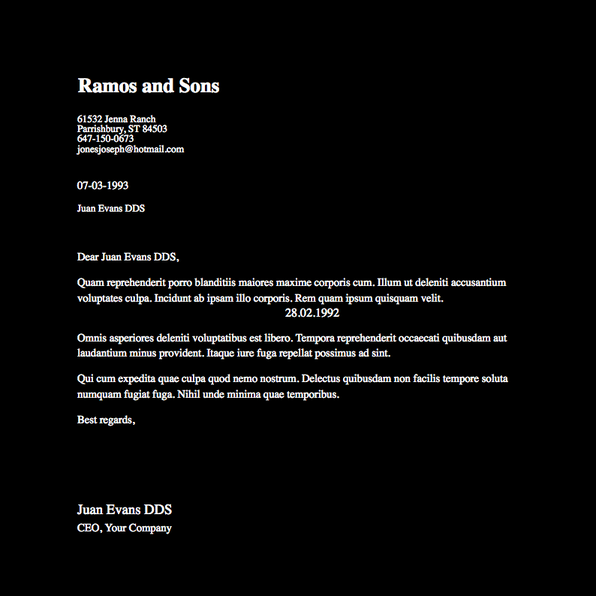 Ramos and Sons
61532 Jenna Ranch
Parrishbury, ST 84503
647-150-0673
jonesjoseph@hotmail.com
07-03-1993
Juan Evans DDS
Dear Juan Evans DDS,
Quam reprehenderit porro blanditiis maiores maxime corporis cum. Illum ut deleniti accusantium
voluptates culpa. Incidunt ab ipsam illo corporis. Rem quam ipsum quisquam velit.
28.02.1992
Omnis asperiores deleniti voluptatibus est libero. Tempora reprehenderit occaecati quibusdam aut
laudantium minus provident. Itaque iure fuga repellat possimus ad sint.
Qui cum expedita quae culpa quod nemo nostrum. Delectus quibusdam non facilis tempore soluta
numquam fugiat fuga. Nihil unde minima quae temporibus.
Best regards,
Juan Evans DDS
CEO, Your Company